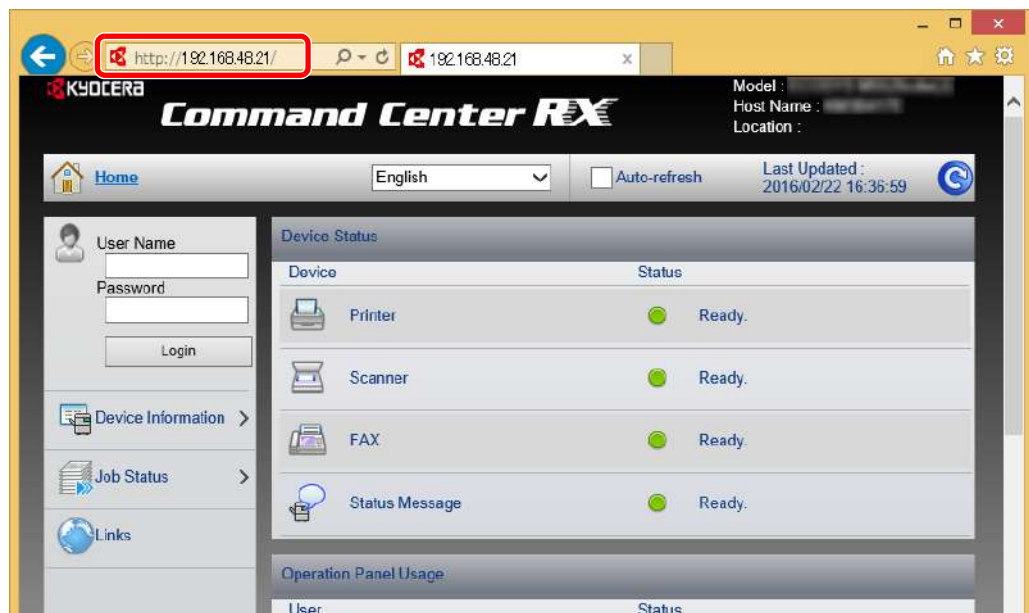 http://192.168.48.21/
192.168.48.21
KYOCERA
Command Center RX
Model :
Host Name :
Location :
Home
English
Auto-refresh
Last Updated :
2016/02/22 16:36:59
User Name
Password
Login
Device Information
Job Status
Links
Device Status
Device Status
Printer Ready.
Scanner Ready.
FAX Ready.
Status Message Ready.
Operation Panel Usage
User Status